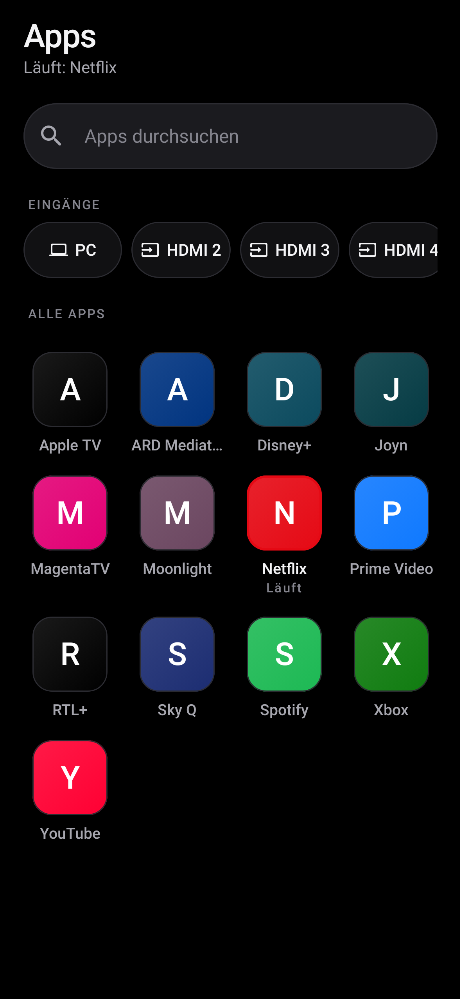 Apps
Läuft: Netflix
Apps durchsuchen
EINGÄNGE
PC HDMI 2 HDMI 3 HDMI 4
ALLE APPS
A A D J
Apple TV ARD Mediat... Disney+ Joyn
M M N P
MagentaTV Moonlight Netflix Prime Video
Läuft
R S S X
RTL+ Sky Q Spotify Xbox
Y
YouTube